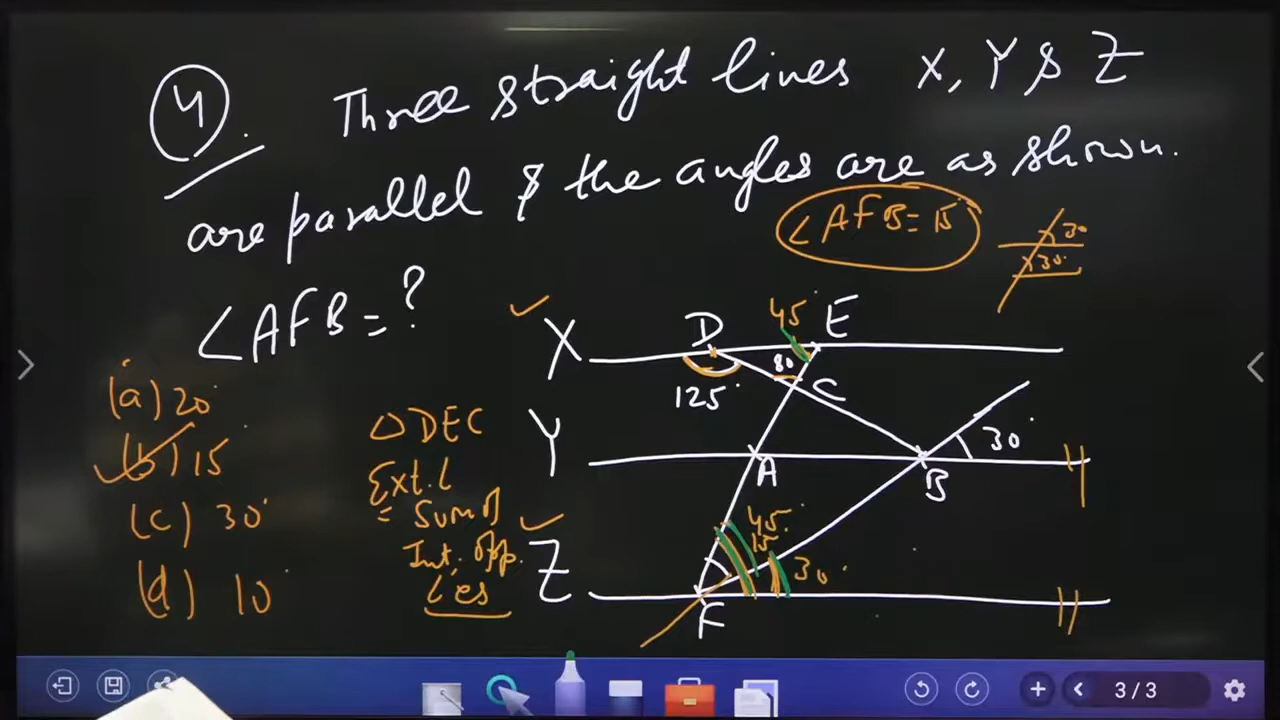 4.
Three straight lines X, Y & Z
are parallel & the angles are as shown.
∠AFB = 15°
30
30°
∠AFB = ?
(a) 20°
(b) 15°
(c) 30°
(d) 10°
△DEC
Ext. ∠
= Sum of
Int. opp.
∠es
X
D
45°
E
80
125°
C
Y
A
B
30°
Z
45°
15
30°
F
3/3